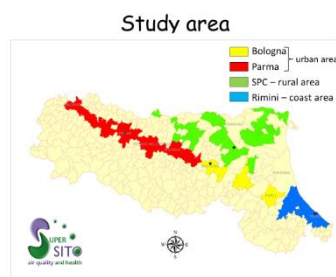 Study area
Bologna
Parma
urban area
SPC – rural area
Rimini – coast area
SUPER
SITO
air quality and health
N
W
E
S